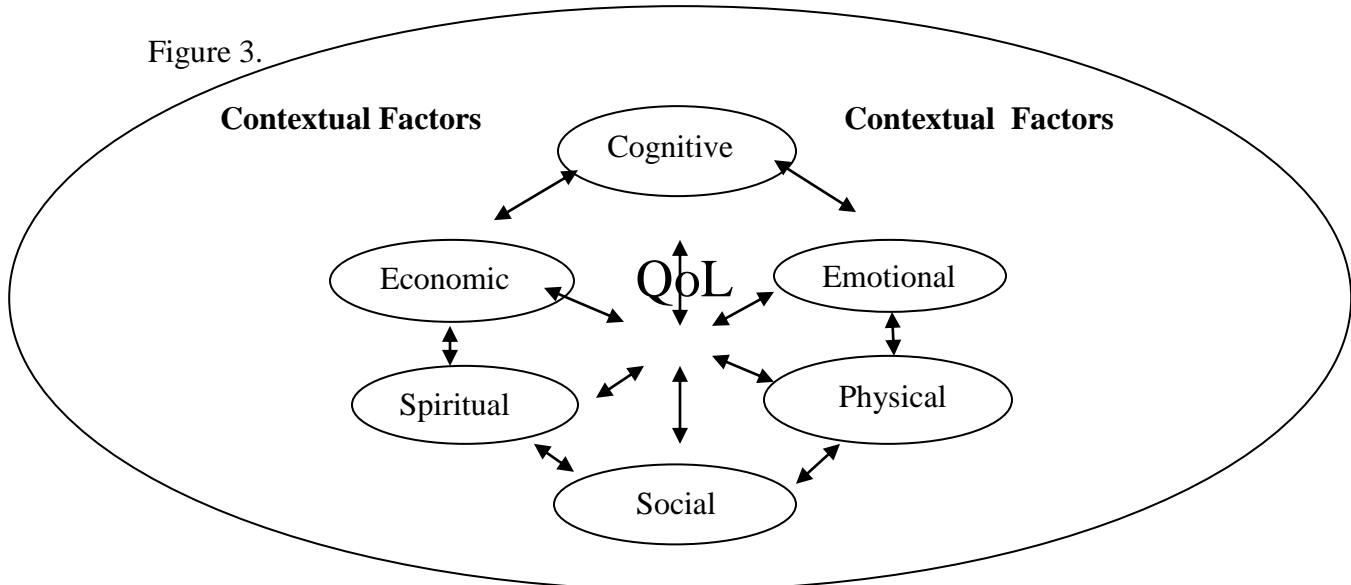 Figure 3.
Contextual Factors
Contextual Factors
Cognitive
Economic
QoL
Emotional
Spiritual
Physical
Social